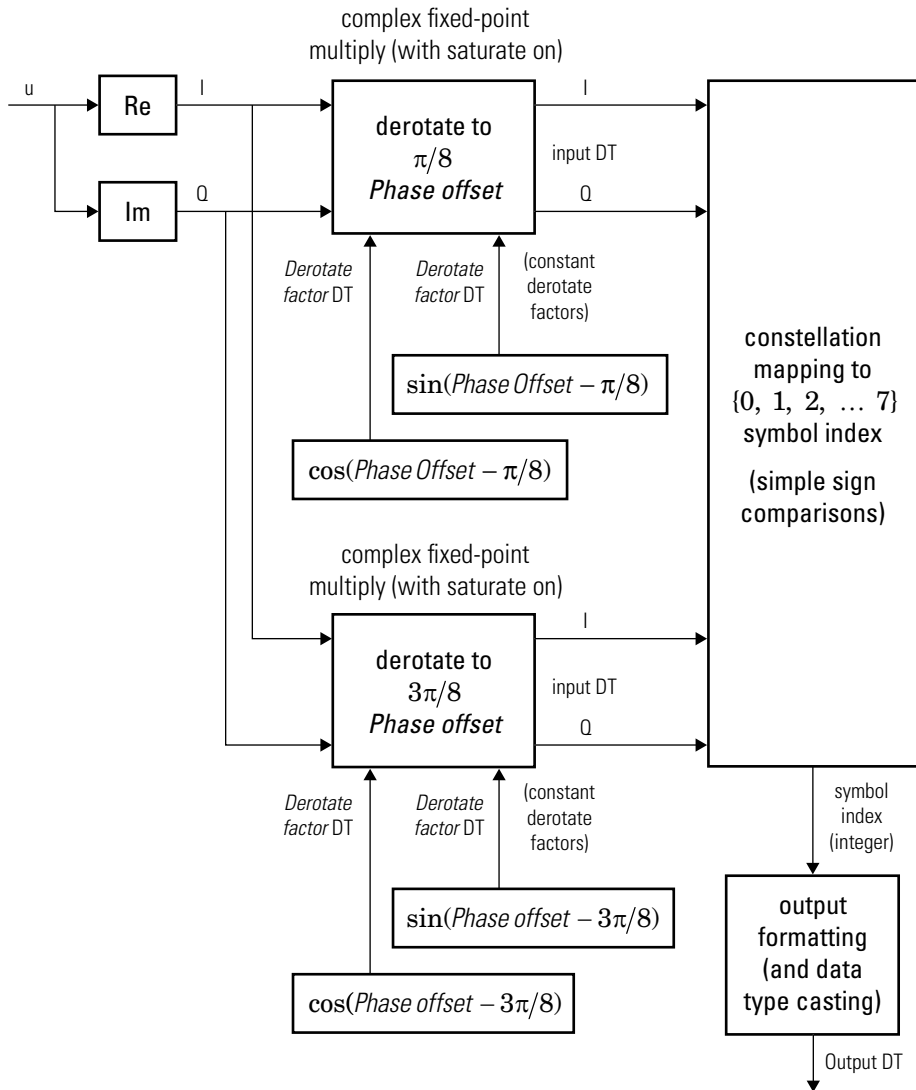 complex fixed-point
multiply (with saturate on)
u
Re
I
Im
Q
derotate to
π/8
Phase offset
I
input DT
Q
Derotate
factor DT
Derotate
factor DT
(constant
derotate
factors)
sin(Phase Offset − π/8)
cos(Phase Offset − π/8)
constellation
mapping to
{0, 1, 2, … 7}
symbol index
(simple sign
comparisons)
complex fixed-point
multiply (with saturate on)
derotate to
3π/8
Phase offset
I
input DT
Q
Derotate
factor DT
Derotate
factor DT
(constant
derotate
factors)
sin(Phase offset − 3π/8)
cos(Phase offset − 3π/8)
symbol
index
(integer)
output
formatting
(and data
type casting)
Output DT